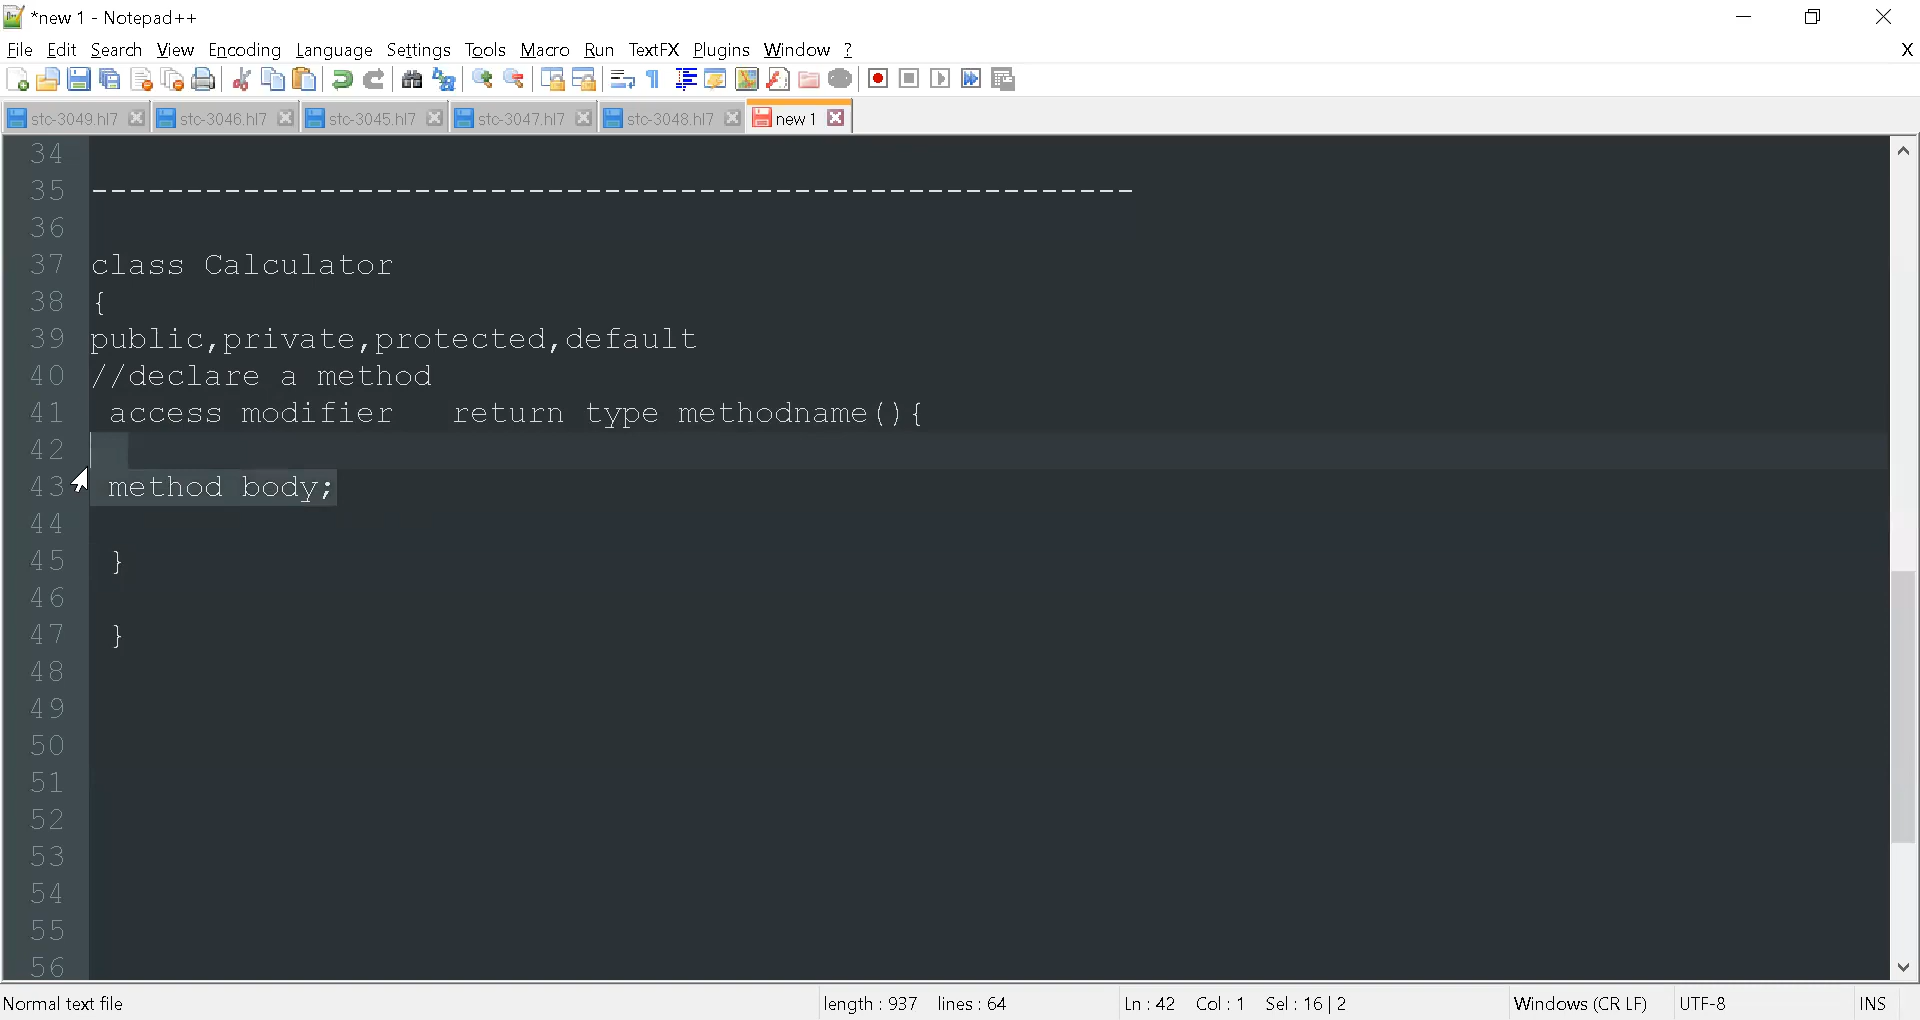 *new 1 - Notepad++
File Edit Search View Encoding Language Settings Tools Macro Run TextFX Plugins Window ? X
stc-3049.hl7 stc-3046.hl7 stc-3045.hl7 stc-3047.hl7 stc-3048.hl7 new 1
34
35 --------------------------------------------------------
36
37 class Calculator
38 {
39 public,private,protected,default
40 //declare a method
41 access modifier   return type methodname(){
42
43 method body;
44
45 }
46
47 }
48
49
50
51
52
53
54
55
56
Normal text file length : 937 lines : 64 Ln : 42 Col : 1 Sel : 16 | 2 Windows (CR LF) UTF-8 INS